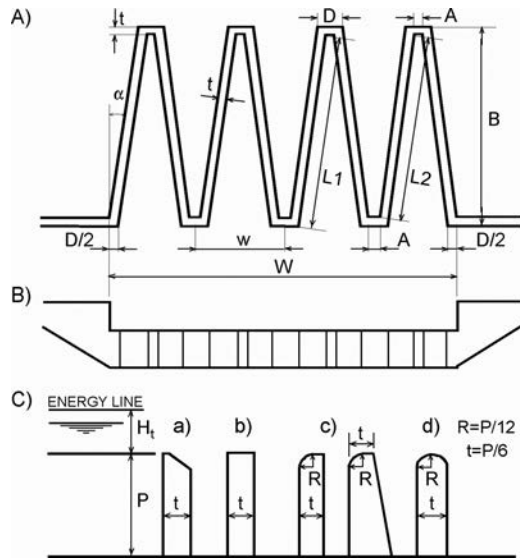 A)
t
D
A
α
t
B
L1
L2
D/2
w
A
D/2
W
B)
C)
ENERGY LINE
Ht
a)
b)
c)
t
d)
R=P/12
t=P/6
P
t
t
R
t
R
R
t